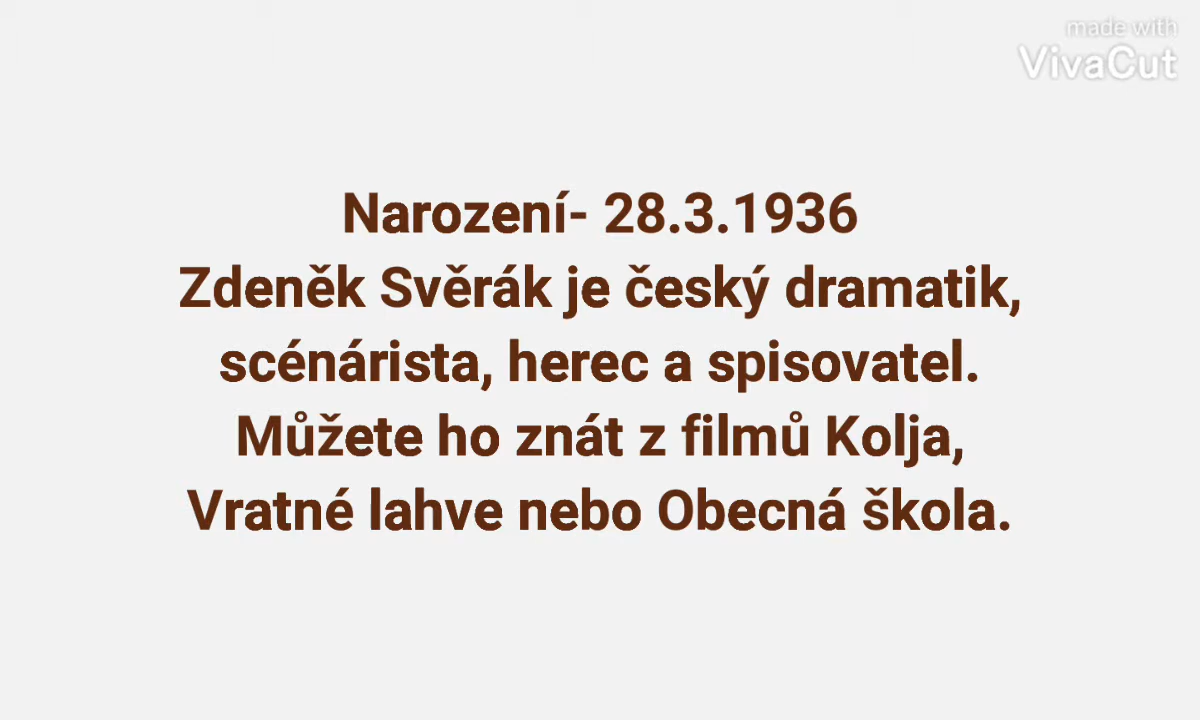 made with
VivaCut
Narození- 28.3.1936
Zdeněk Svěrák je český dramatik,
scénárista, herec a spisovatel.
Můžete ho znát z filmů Kolja,
Vratné lahve nebo Obecná škola.